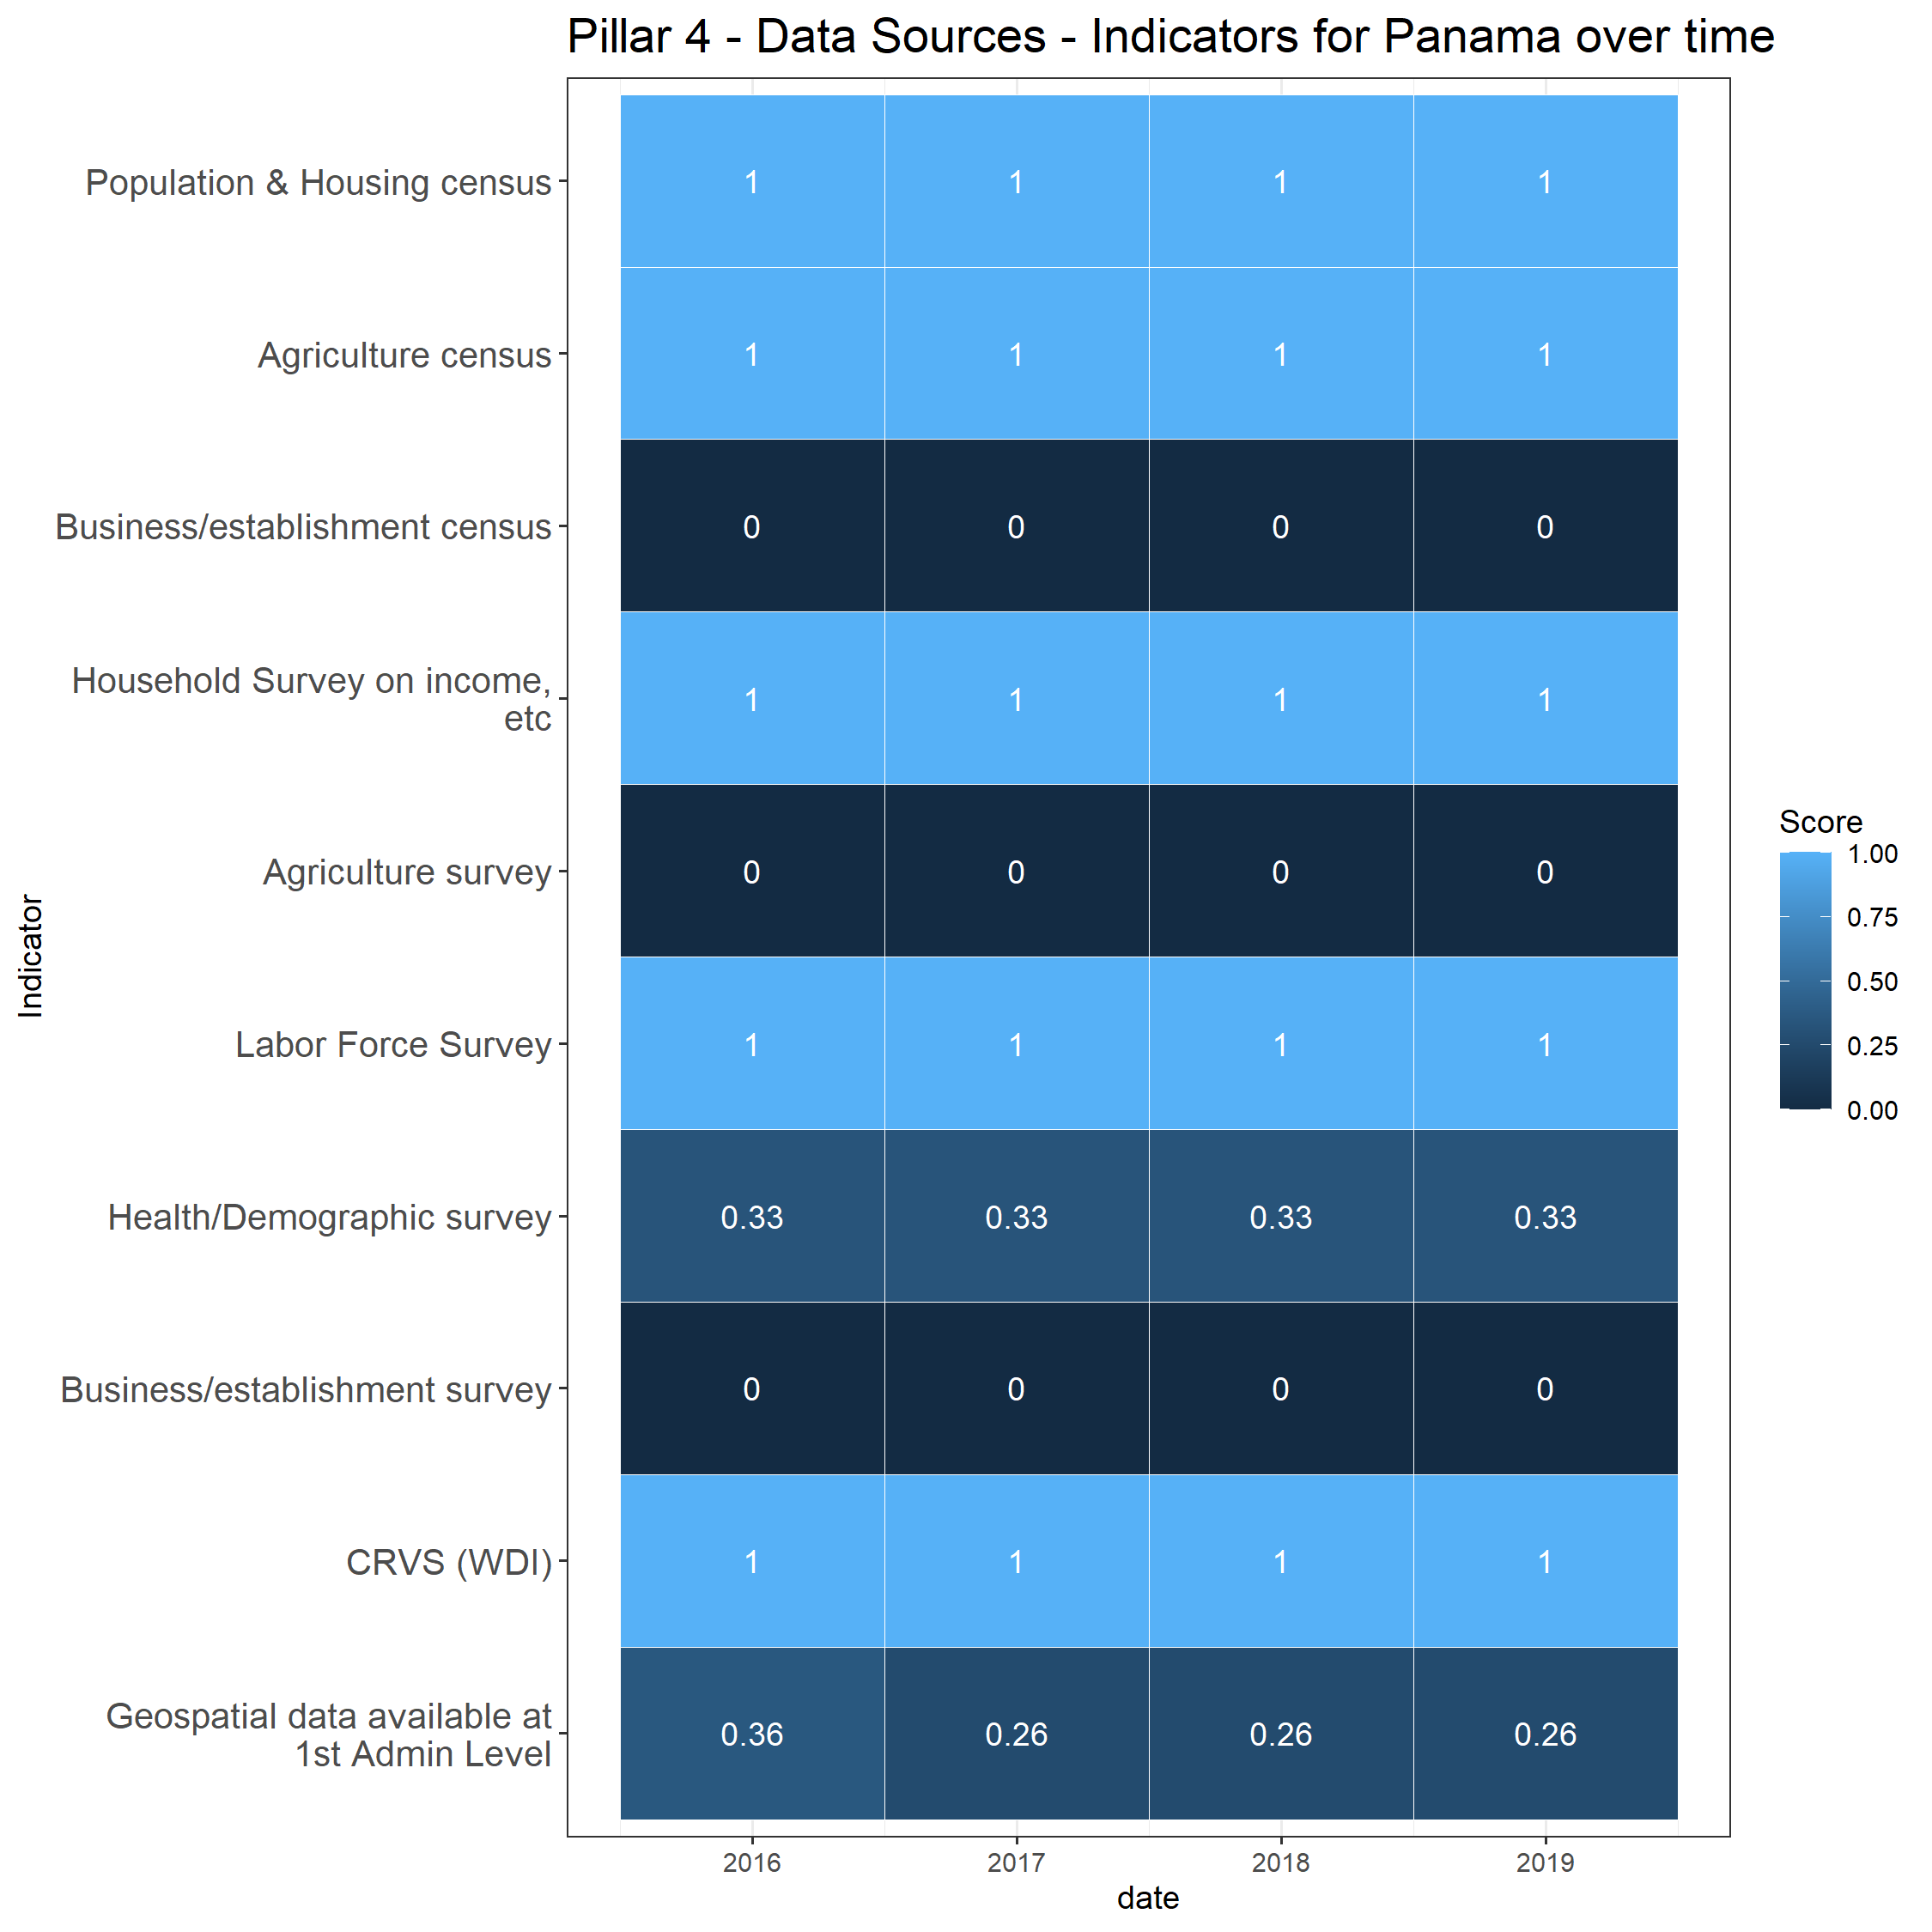 Pillar 4 - Data Sources - Indicators for Panama over time
Indicator
Population & Housing census
1 1 1 1
Agriculture census
1 1 1 1
Business/establishment census
0 0 0 0
Household Survey on income,
etc
1 1 1 1
Agriculture survey
0 0 0 0
Labor Force Survey
1 1 1 1
Health/Demographic survey
0.33 0.33 0.33 0.33
Business/establishment survey
0 0 0 0
CRVS (WDI)
1 1 1 1
Geospatial data available at
1st Admin Level
0.36 0.26 0.26 0.26
2016 2017 2018 2019
date
Score
1.00
0.75
0.50
0.25
0.00